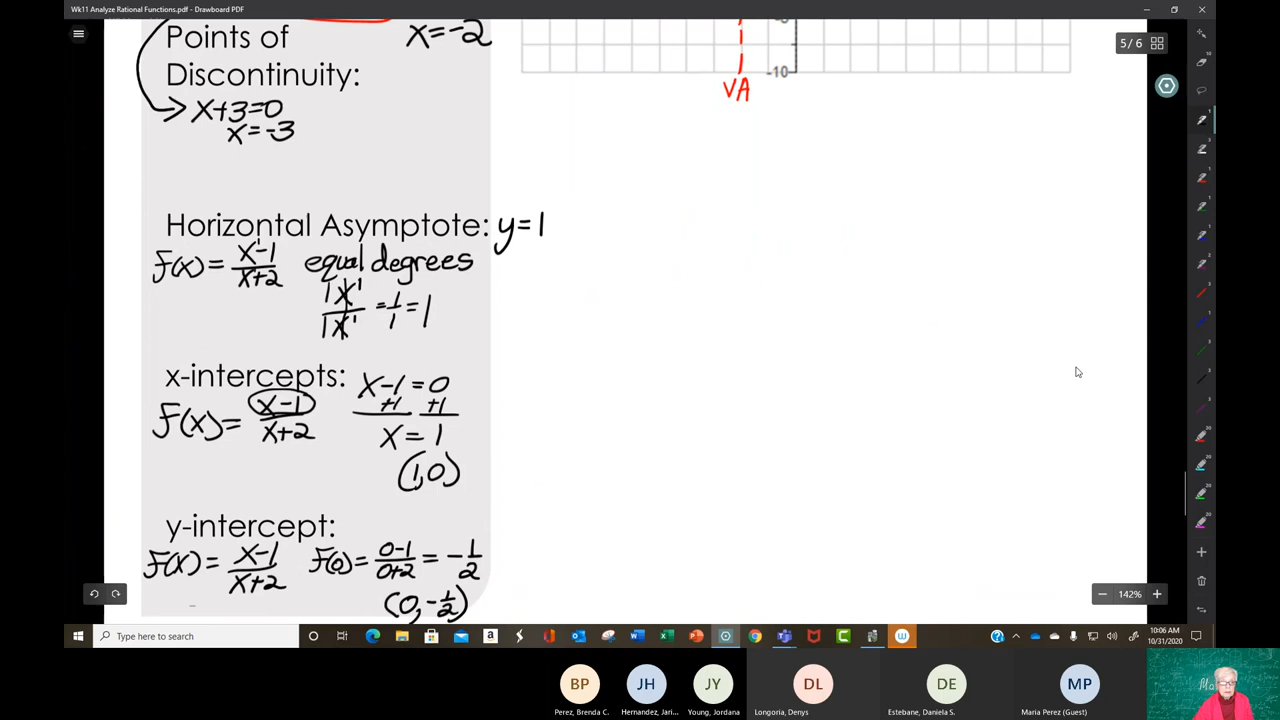 Wk11 Analyze Rational Functions.pdf - Drawboard PDF
5 / 6
Points of
Discontinuity:
x=-2
-10
VA
x+3=0
x=-3
Horizontal Asymptote: y=1
f(x)= x-1 / x+2 equal degrees
1x¹ / 1x¹ = 1/1 = 1
x-intercepts: x-1=0
+1 +1
f(x)= x-1 / x+2
x=1
(1,0)
y-intercept:
f(x)= x-1 / x+2 f(0)= 0-1 / 0+2 = -1/2
(0,-1/2)
142%
Type here to search
10:06 AM
10/31/2020
BP
JH
JY
DL
DE
MP
Perez, Brenda C.
Hernandez, Jari...
Young, Jordana
Longoria, Denys
Estebane, Daniela S.
Maria Perez (Guest)